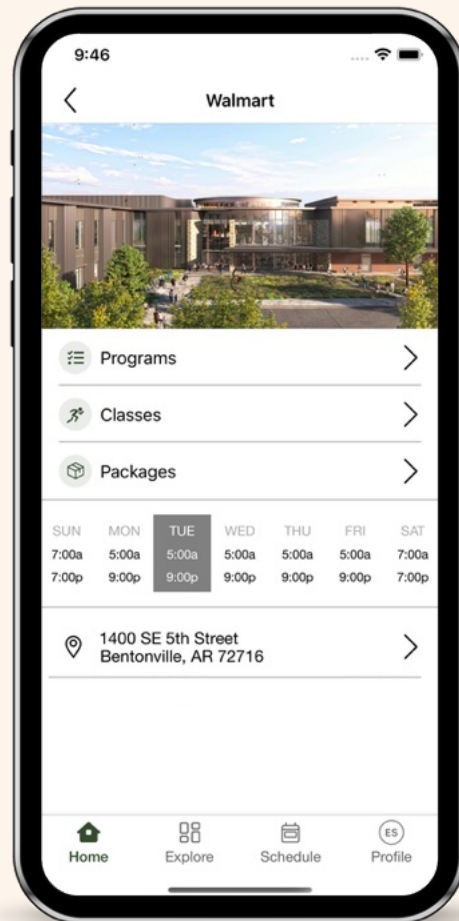 9:46
Walmart
Programs
Classes
Packages
SUN MON TUE WED THU FRI SAT
7:00a 5:00a 5:00a 5:00a 5:00a 5:00a 7:00a
7:00p 9:00p 9:00p 9:00p 9:00p 9:00p 7:00p
1400 SE 5th Street
Bentonville, AR 72716
ES
Home Explore Schedule Profile